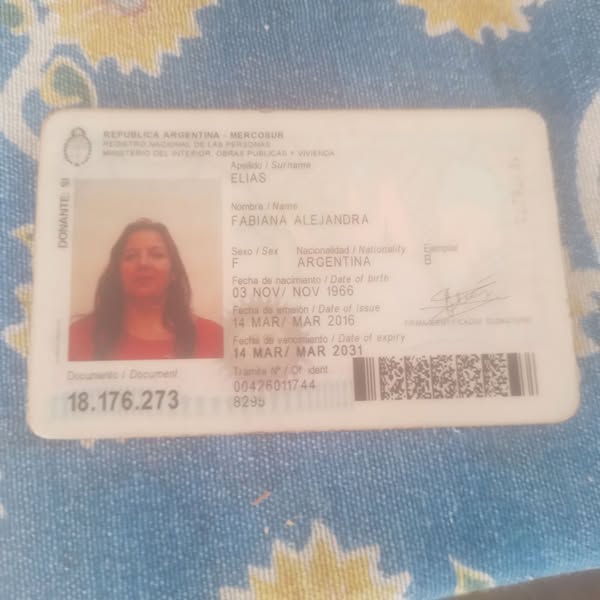 REPUBLICA ARGENTINA - MERCOSUR
REGISTRO NACIONAL DE LAS PERSONAS
MINISTERIO DEL INTERIOR, OBRAS PUBLICAS Y VIVIENDA
Apellido / Surname
ELIAS
Nombre / Name
FABIANA ALEJANDRA
Sexo / Sex Nacionalidad / Nationality Ejemplar
F ARGENTINA B
Fecha de nacimiento / Date of birth
03 NOV/ NOV 1966
Fecha de emisión / Date of issue
14 MAR/ MAR 2016
Fecha de vencimiento / Date of expiry
14 MAR/ MAR 2031
Trámite Nº / Of. ident
00426011744
8295
Documento / Document
18.176.273
DONANTE: SI